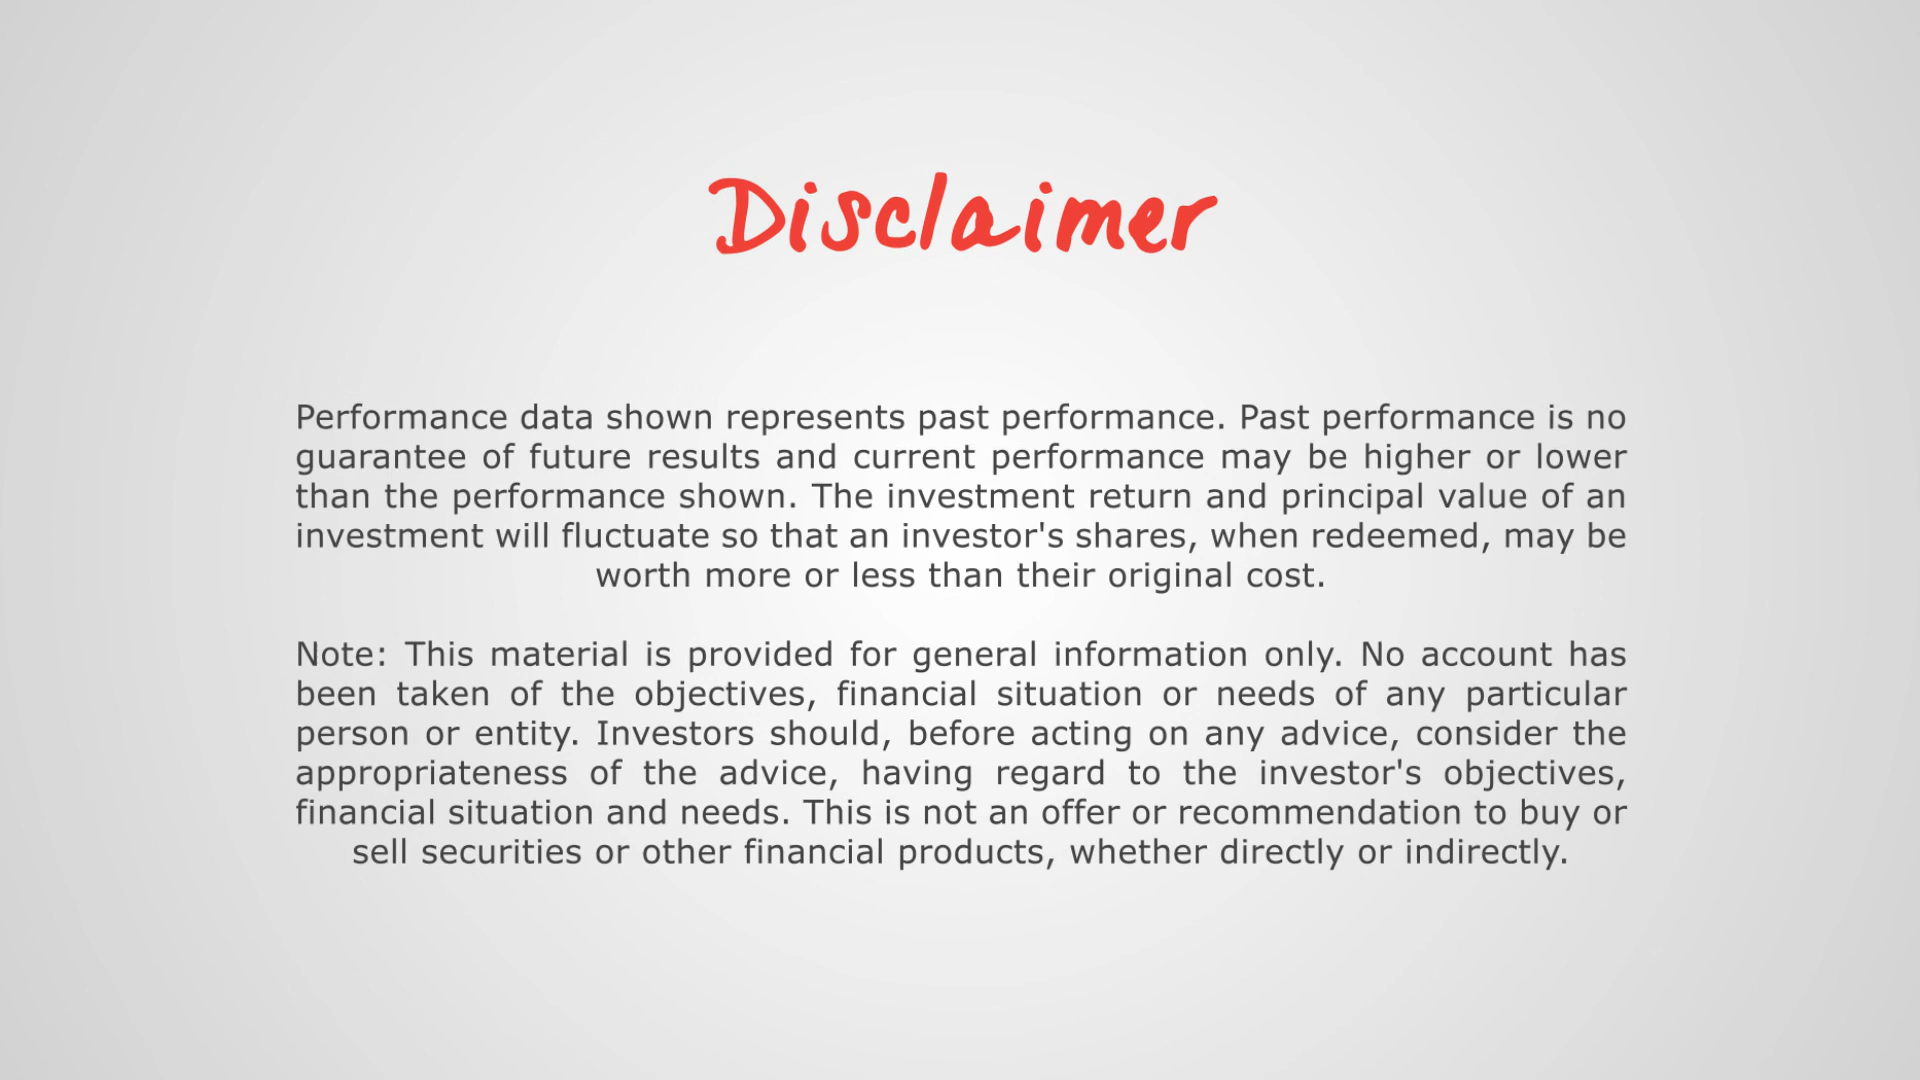 Disclaimer
Performance data shown represents past performance. Past performance is no
guarantee of future results and current performance may be higher or lower
than the performance shown. The investment return and principal value of an
investment will fluctuate so that an investor's shares, when redeemed, may be
worth more or less than their original cost.
Note: This material is provided for general information only. No account has
been taken of the objectives, financial situation or needs of any particular
person or entity. Investors should, before acting on any advice, consider the
appropriateness of the advice, having regard to the investor's objectives,
financial situation and needs. This is not an offer or recommendation to buy or
sell securities or other financial products, whether directly or indirectly.